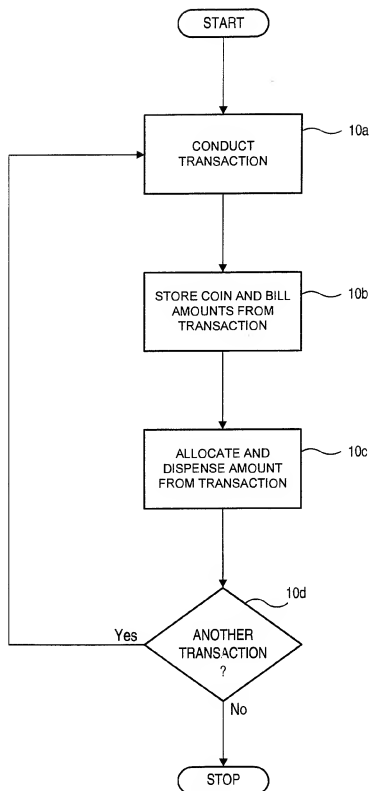 START
CONDUCT
TRANSACTION
10a
STORE COIN AND BILL
AMOUNTS FROM
TRANSACTION
10b
ALLOCATE AND
DISPENSE AMOUNT
FROM TRANSACTION
10c
10d
Yes
ANOTHER
TRANSACTION
?
No
STOP